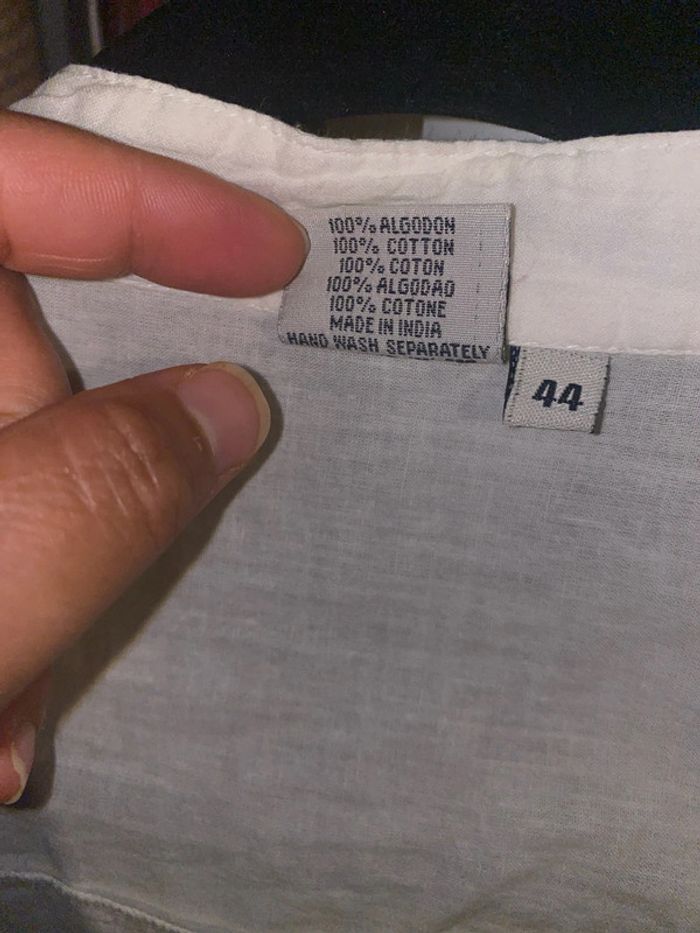 100% ALGODON
100% COTTON
100% COTON
100% ALGODAO
100% COTONE
MADE IN INDIA
HAND WASH SEPARATELY
44